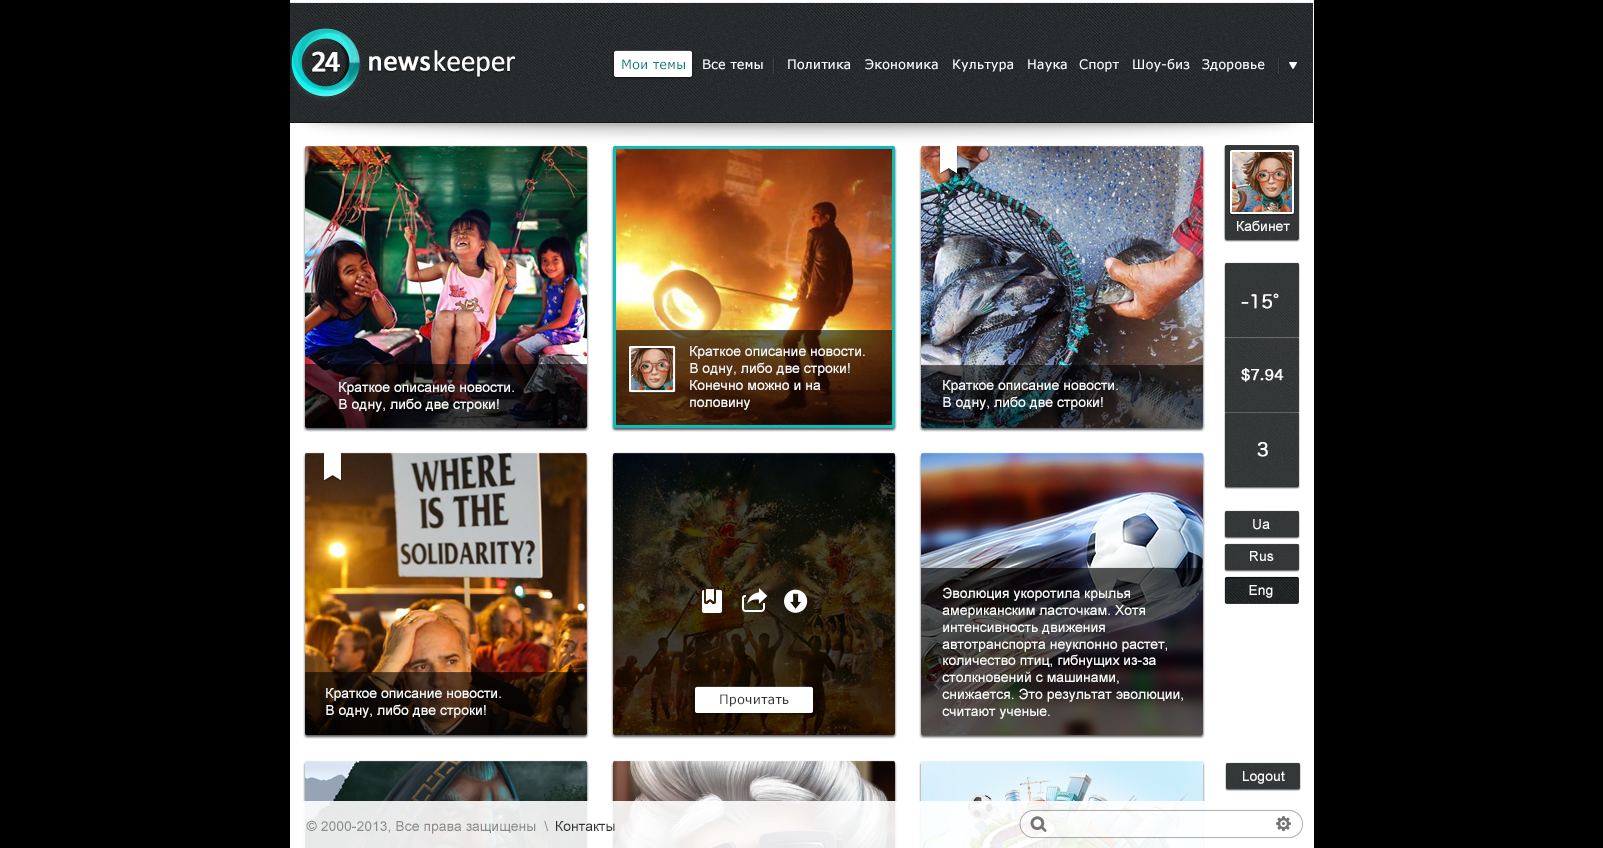 24 newskeeper
Мои темы Все темы Политика Экономика Культура Наука Спорт Шоу-биз Здоровье
Краткое описание новости.
В одну, либо две строки!
Краткое описание новости.
В одну, либо две строки!
Конечно можно и на
половину
Краткое описание новости.
В одну, либо две строки!
Кабинет
-15°
$7.94
3
WHERE
IS THE
SOLIDARITY?
Краткое описание новости.
В одну, либо две строки!
Прочитать
Эволюция укоротила крылья
американским ласточкам. Хотя
интенсивность движения
автотранспорта неуклонно растет,
количество птиц, гибнущих из-за
столкновений с машинами,
снижается. Это результат эволюции,
считают ученые.
Ua
Rus
Eng
Logout
© 2000-2013, Все права защищены \ Контакты